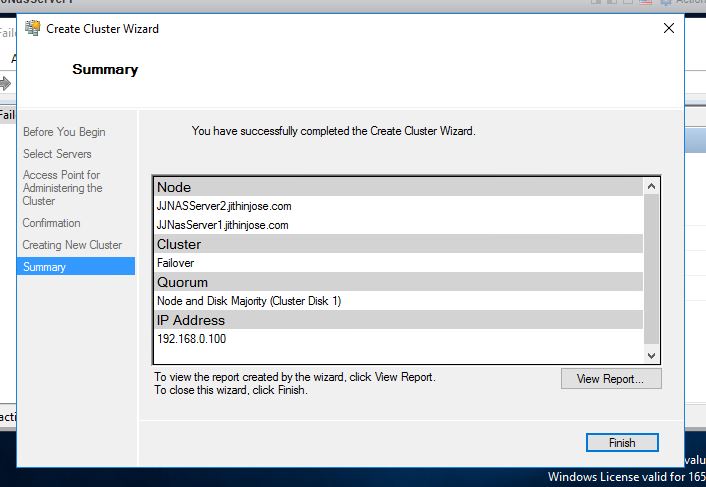 Create Cluster Wizard
Summary
Before You Begin
Select Servers
Access Point for
Administering the
Cluster
Confirmation
Creating New Cluster
Summary
You have successfully completed the Create Cluster Wizard.
Node
JJNASServer2.jithinjose.com
JJNasServer1.jithinjose.com
Cluster
Failover
Quorum
Node and Disk Majority (Cluster Disk 1)
IP Address
192.168.0.100
To view the report created by the wizard, click View Report.
To close this wizard, click Finish.
View Report...
Finish
Windows License valid for 165